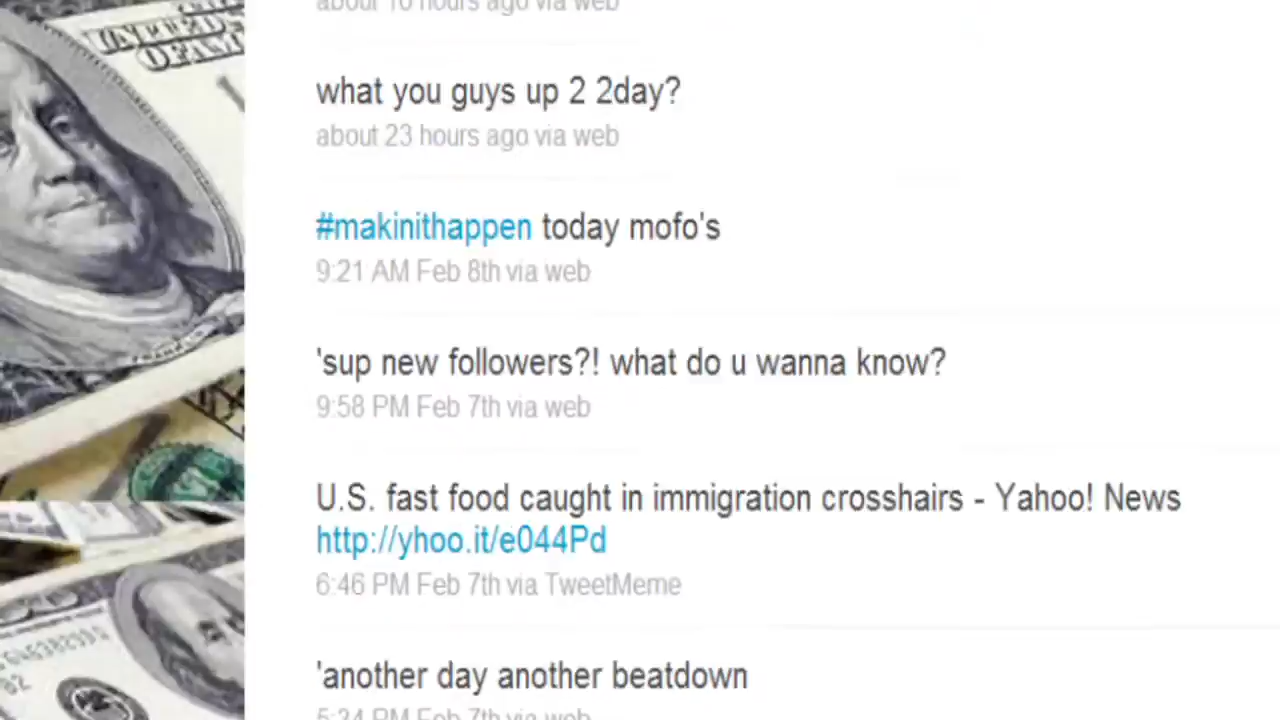 about 10 hours ago via web
what you guys up 2 2day?
about 23 hours ago via web
#makinithappen today mofo's
9:21 AM Feb 8th via web
'sup new followers?! what do u wanna know?
9:58 PM Feb 7th via web
U.S. fast food caught in immigration crosshairs - Yahoo! News
http://yhoo.it/e044Pd
6:46 PM Feb 7th via TweetMeme
'another day another beatdown
5:34 PM Feb 7th via web